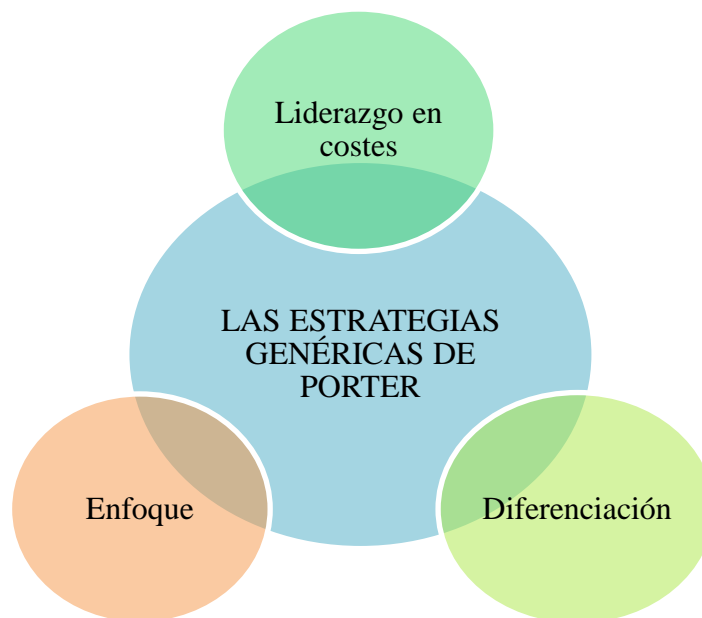 Liderazgo en
costes
LAS ESTRATEGIAS
GENÉRICAS DE
PORTER
Enfoque
Diferenciación